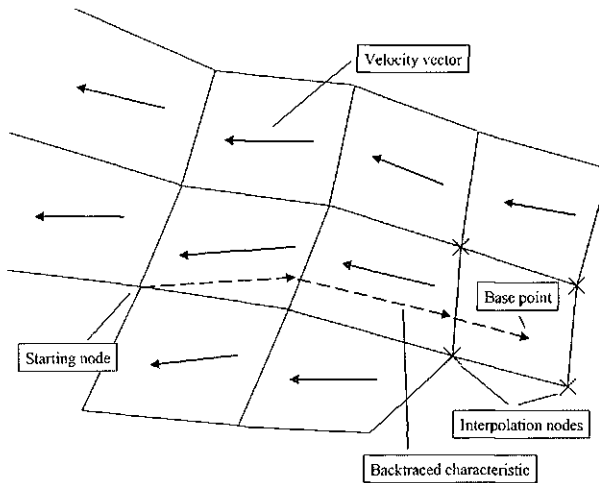 Velocity vector
Base point
Starting node
Interpolation nodes
Backtraced characteristic